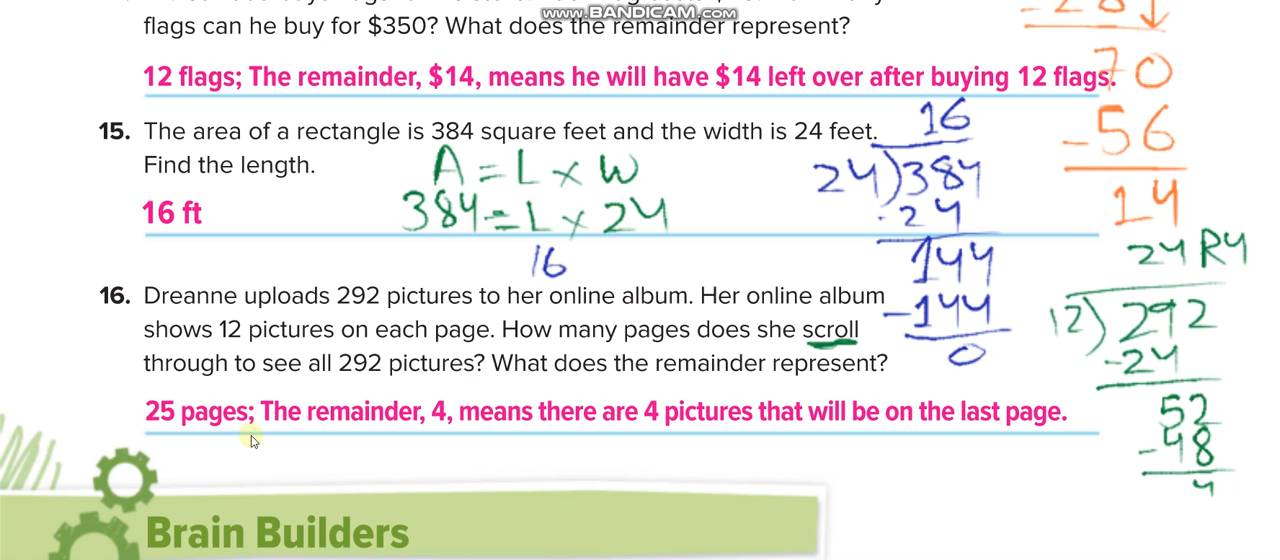 www.BANDICAM.com
flags can he buy for $350? What does the remainder represent?
12 flags; The remainder, $14, means he will have $14 left over after buying 12 flags.
70
-56
14
15. The area of a rectangle is 384 square feet and the width is 24 feet.
Find the length.
16 ft
A = L × W
384 = L × 24
16
16
24)384
-24
144
-144
0
16. Dreanne uploads 292 pictures to her online album. Her online album
shows 12 pictures on each page. How many pages does she scroll
through to see all 292 pictures? What does the remainder represent?
25 pages; The remainder, 4, means there are 4 pictures that will be on the last page.
24 R4
12)292
-24
52
-48
4
Brain Builders